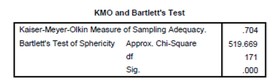 KMO and Bartlett's Test
Kaiser-Meyer-Olkin Measure of Sampling Adequacy. .704
Bartlett's Test of Sphericity Approx. Chi-Square 519.669
df 171
Sig. .000